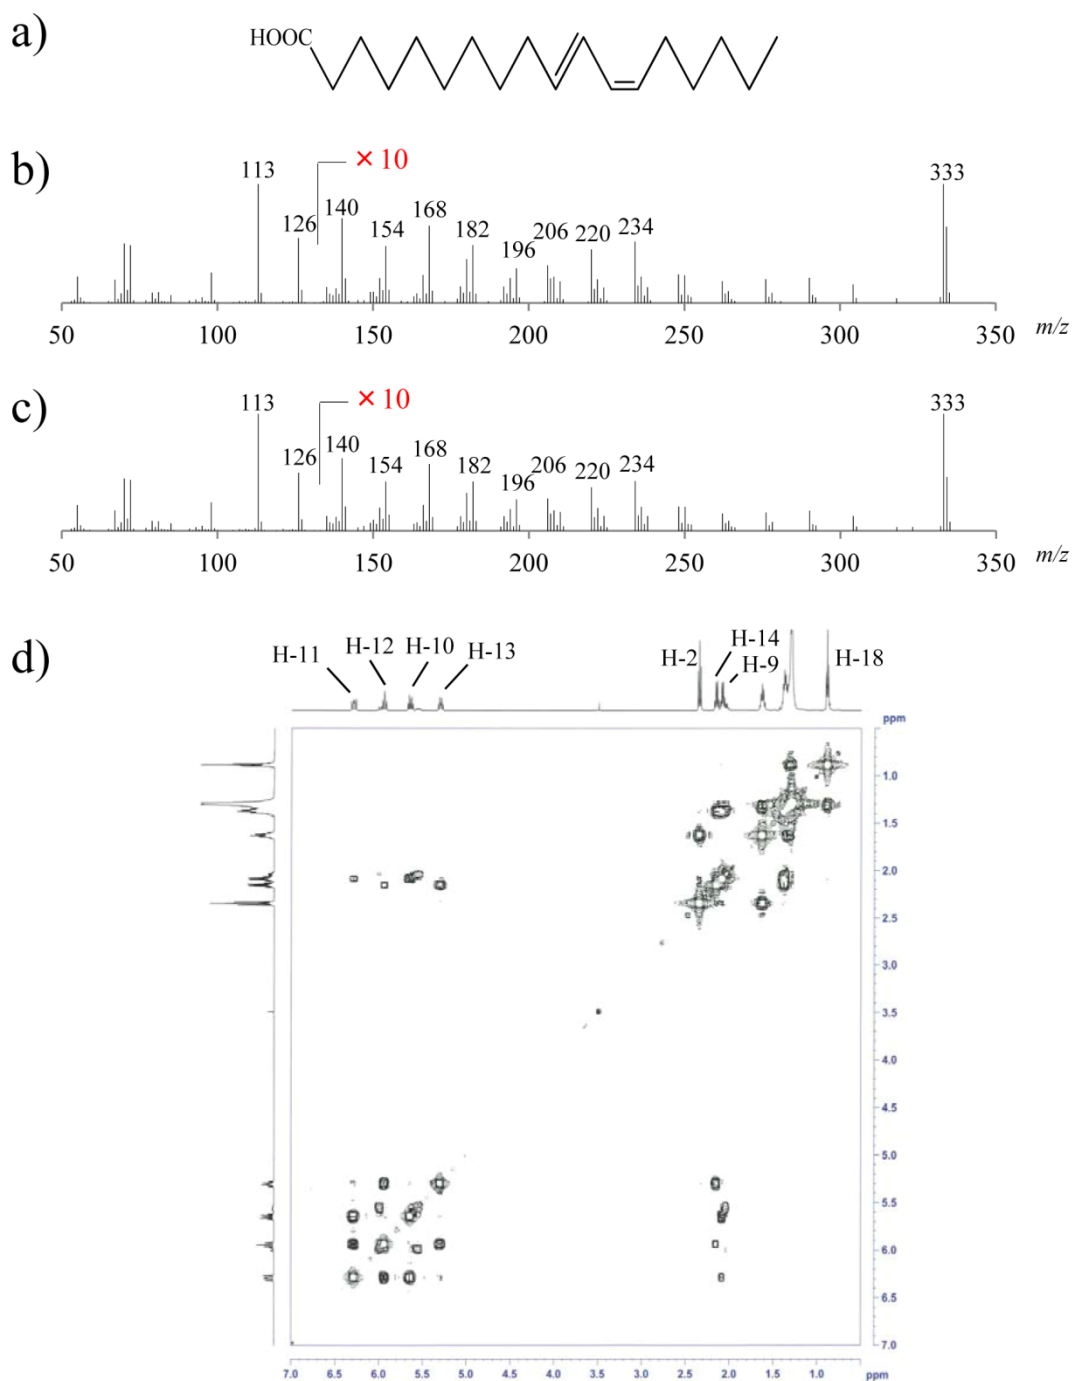 a)
HOOC
b)
113
× 10
333
126
140
154
168
182
196
206
220
234
50 100 150 200 250 300 350 m/z
c)
113
× 10
333
126
140
154
168
182
196
206
220
234
50 100 150 200 250 300 350 m/z
d)
H-11
H-12
H-10
H-13
H-2
H-14
H-9
H-18
ppm
1.0
1.5
2.0
2.5
3.0
3.5
4.0
4.5
5.0
5.5
6.0
6.5
7.0
7.0 6.5 6.0 5.5 5.0 4.5 4.0 3.5 3.0 2.5 2.0 1.5 1.0 ppm